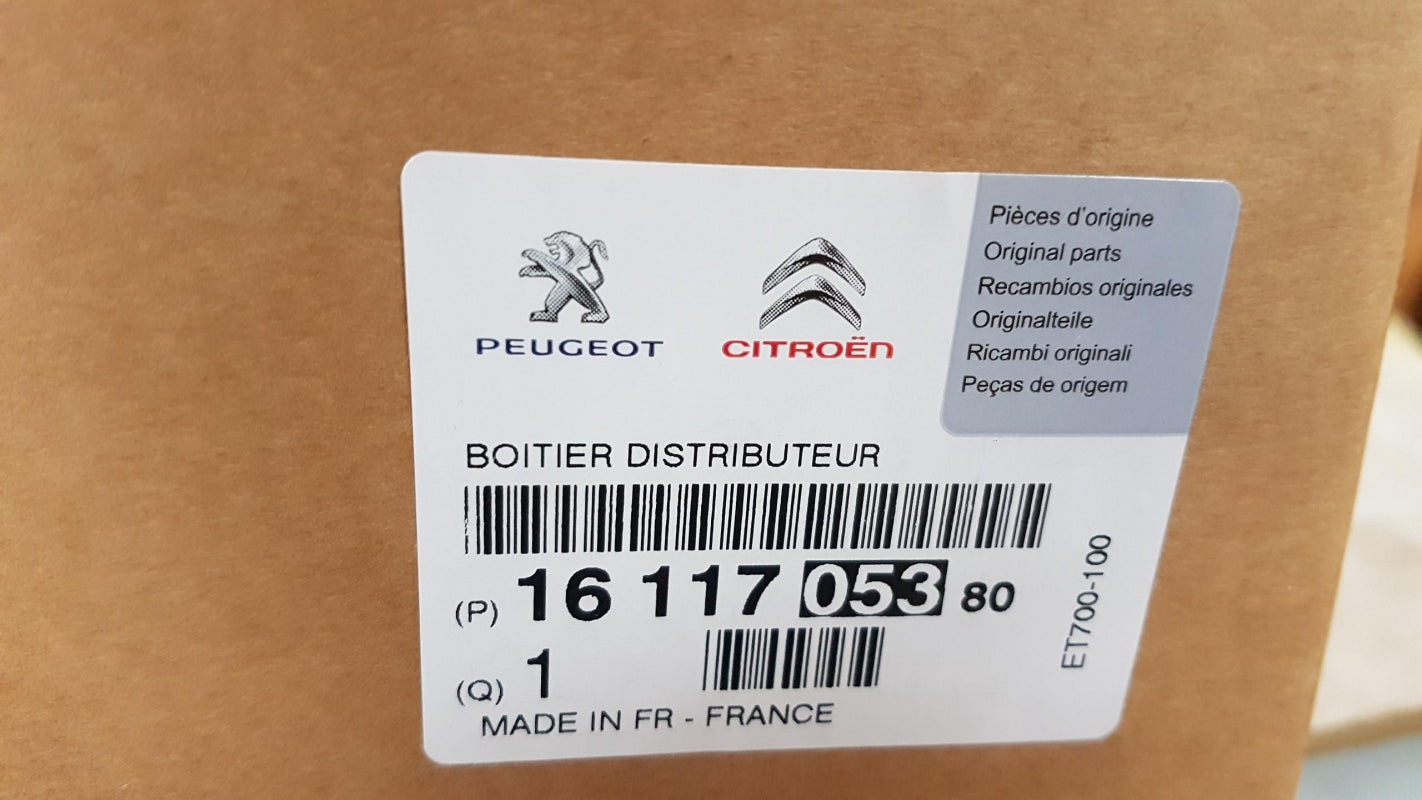 PEUGEOT
CITROËN
Pièces d'origine
Original parts
Recambios originales
Originalteile
Ricambi originali
Peças de origem
BOITIER DISTRIBUTEUR
(P) 16 117 053 80
(Q) 1
MADE IN FR - FRANCE
ET700-100